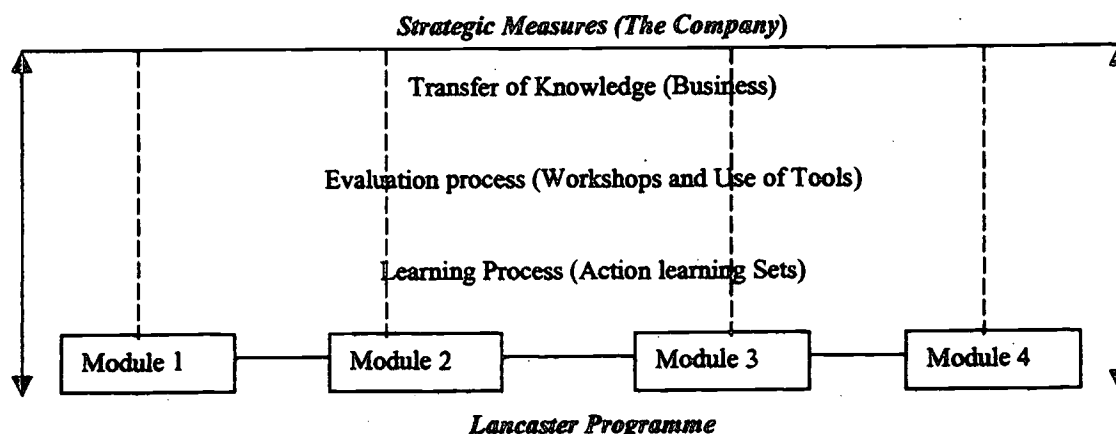 Strategic Measures (The Company)
Transfer of Knowledge (Business)
Evaluation process (Workshops and Use of Tools)
Learning Process (Action learning Sets)
Module 1 Module 2 Module 3 Module 4
Lancaster Programme